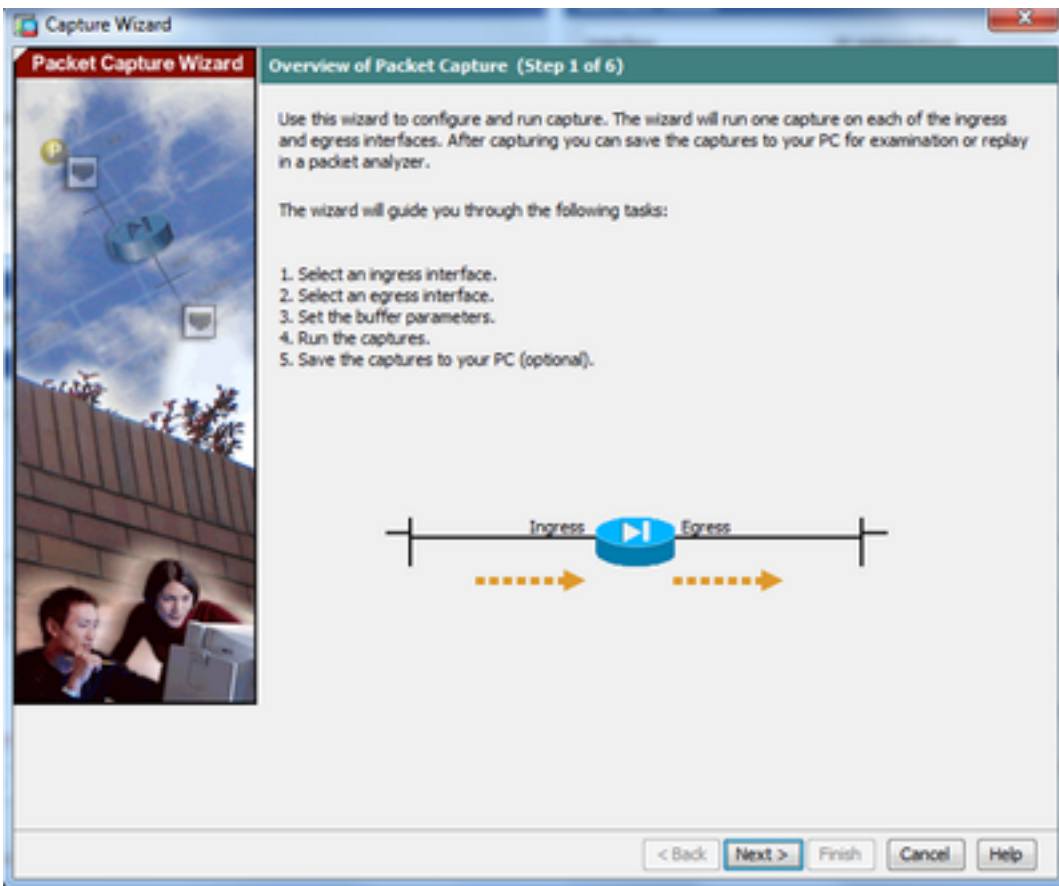 Capture Wizard
Packet Capture Wizard
Overview of Packet Capture (Step 1 of 6)
Use this wizard to configure and run capture. The wizard will run one capture on each of the ingress
and egress interfaces. After capturing you can save the captures to your PC for examination or replay
in a packet analyzer.
The wizard will guide you through the following tasks:
1. Select an ingress interface.
2. Select an egress interface.
3. Set the buffer parameters.
4. Run the captures.
5. Save the captures to your PC (optional).
P
Ingress
Egress
< Back
Next >
Finish
Cancel
Help